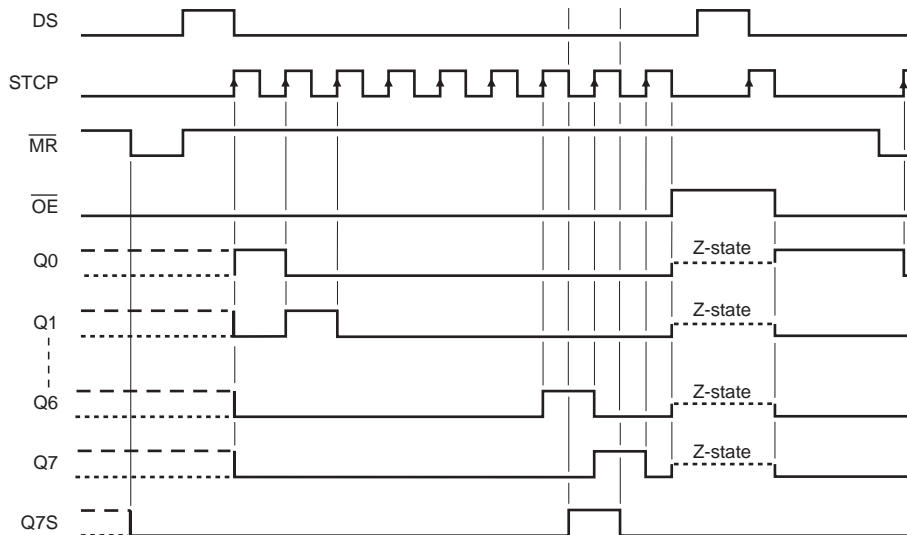 DS
STCP
MR
OE
Q0
Z-state
Q1
Z-state
Q6
Z-state
Q7
Z-state
Q7S